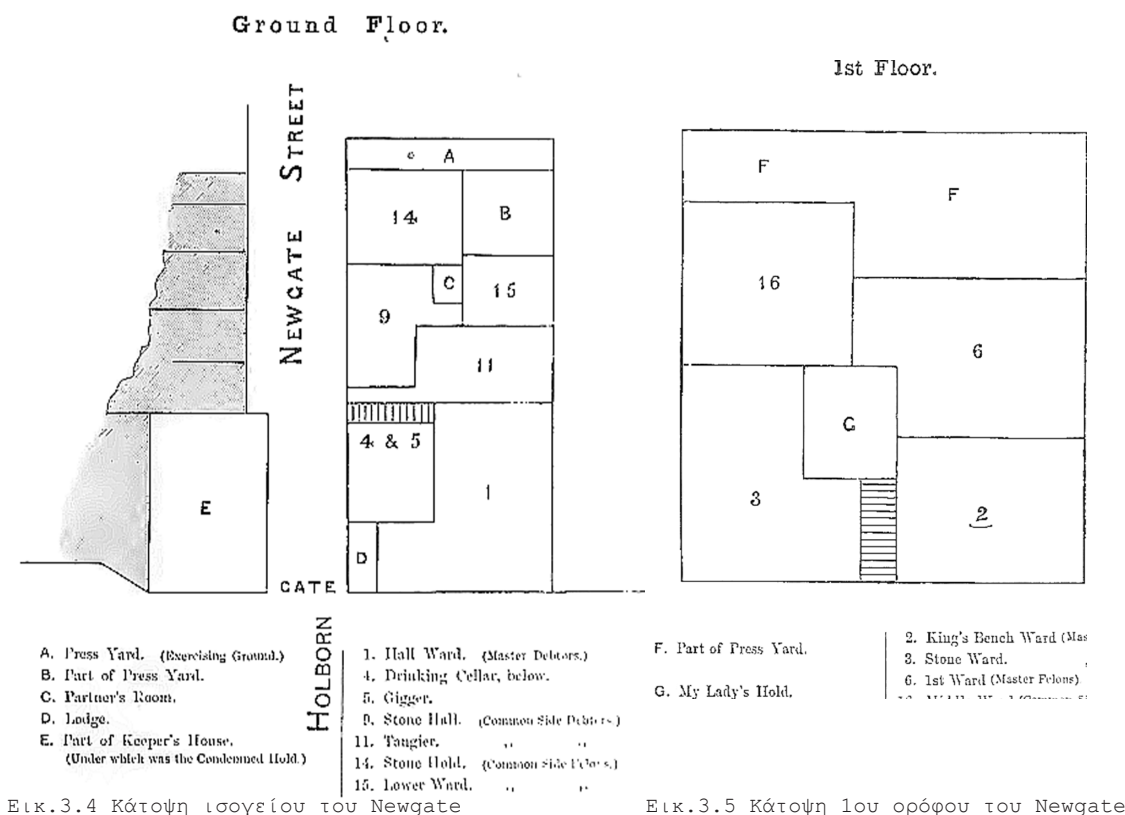 Ground Floor.
1st Floor.
NEWGATE STREET
A
14
B
C
15
9
11
4 & 5
1
D
E
GATE
HOLBORN
F
F
16
6
G
3
2
A. Press Yard. (Exercising Ground.)
B. Part of Press Yard.
C. Partner's Room.
D. Lodge.
E. Part of Keeper's House.
(Under which was the Condemned Hold.)
1. Hall Ward. (Master Debtors.)
4. Drinking Cellar, below.
5. Gigger.
9. Stone Hall. (Common Side Debtors.)
11. Tangier. ,, ,,
14. Stone Hold. (Common Side Felons.)
15. Lower Ward. ,, ,,
F. Part of Press Yard.
G. My Lady's Hold.
2. King's Bench Ward (Mas
3. Stone Ward. ,
6. 1st Ward (Master Felons)
Εικ.3.4 Κάτοψη ισογείου του Newgate
Εικ.3.5 Κάτοψη 1ου ορόφου του Newgate